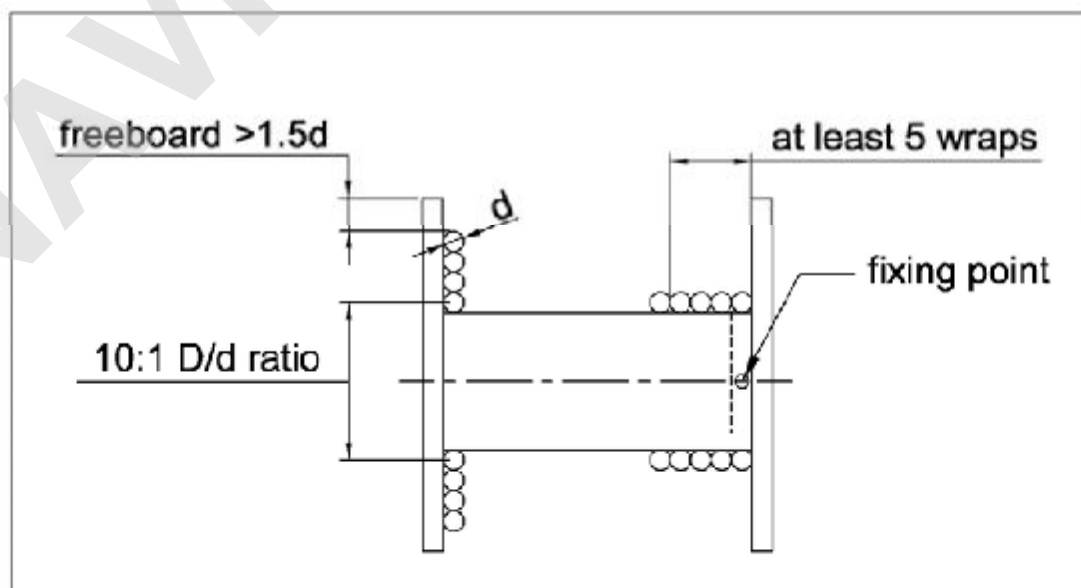 freeboard >1.5d
at least 5 wraps
d
fixing point
10:1 D/d ratio